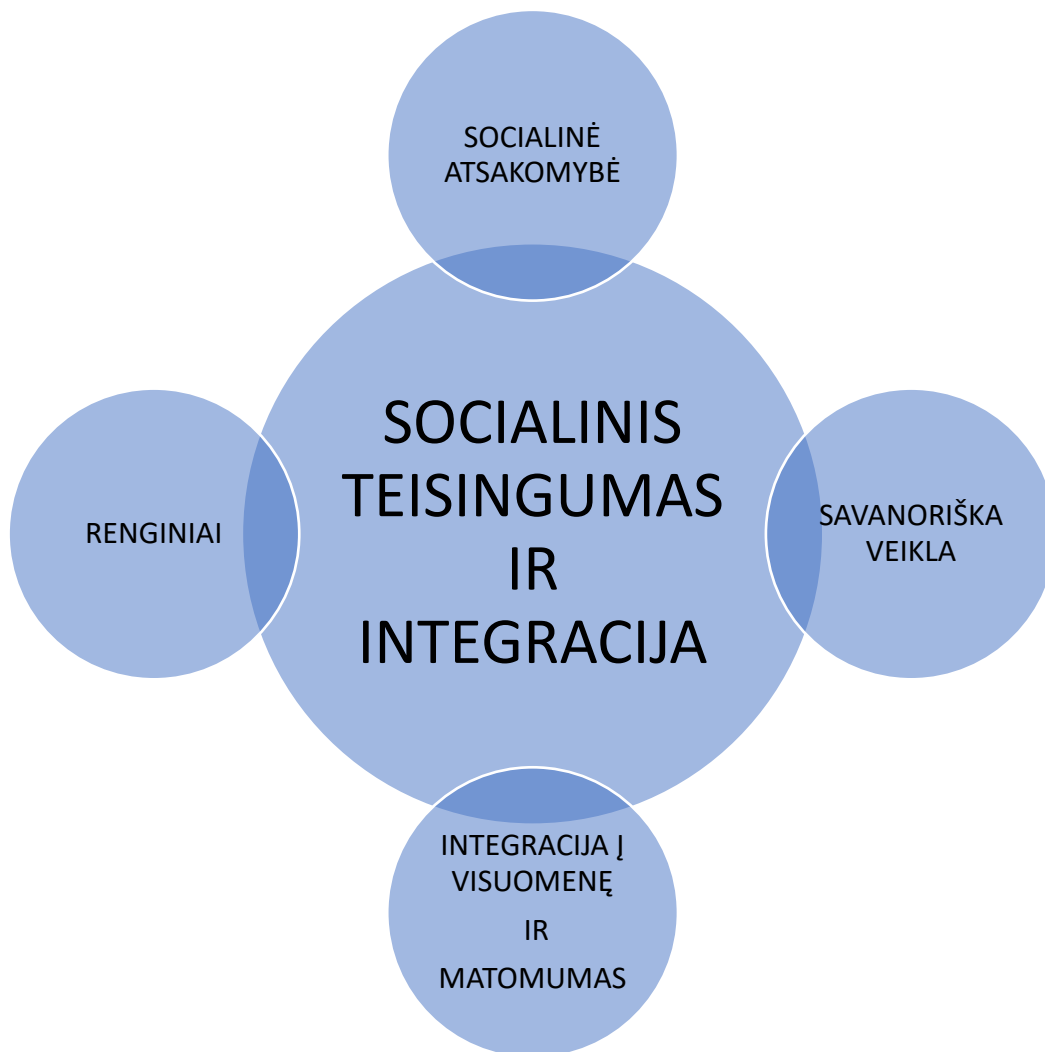 SOCIALINĖ
ATSAKOMYBĖ
SOCIALINIS
TEISINGUMAS
IR
INTEGRACIJA
RENGINIAI
SAVANORIŠKA
VEIKLA
INTEGRACIJA Į
VISUOMENĘ
IR
MATOMUMAS